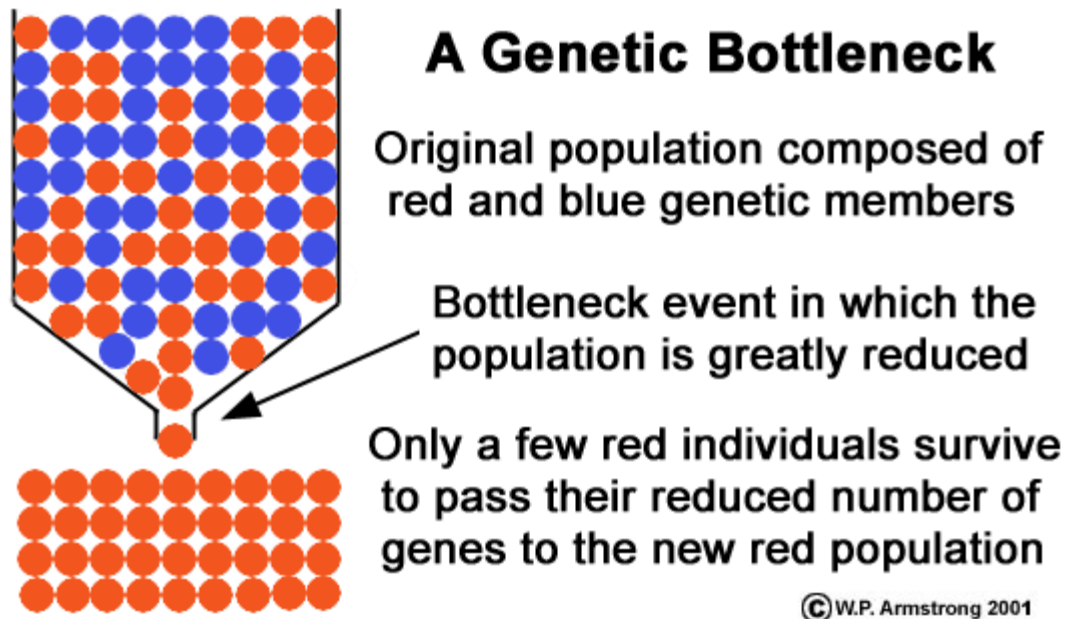 A Genetic Bottleneck
Original population composed of
red and blue genetic members
Bottleneck event in which the
population is greatly reduced
Only a few red individuals survive
to pass their reduced number of
genes to the new red population
©W.P. Armstrong 2001